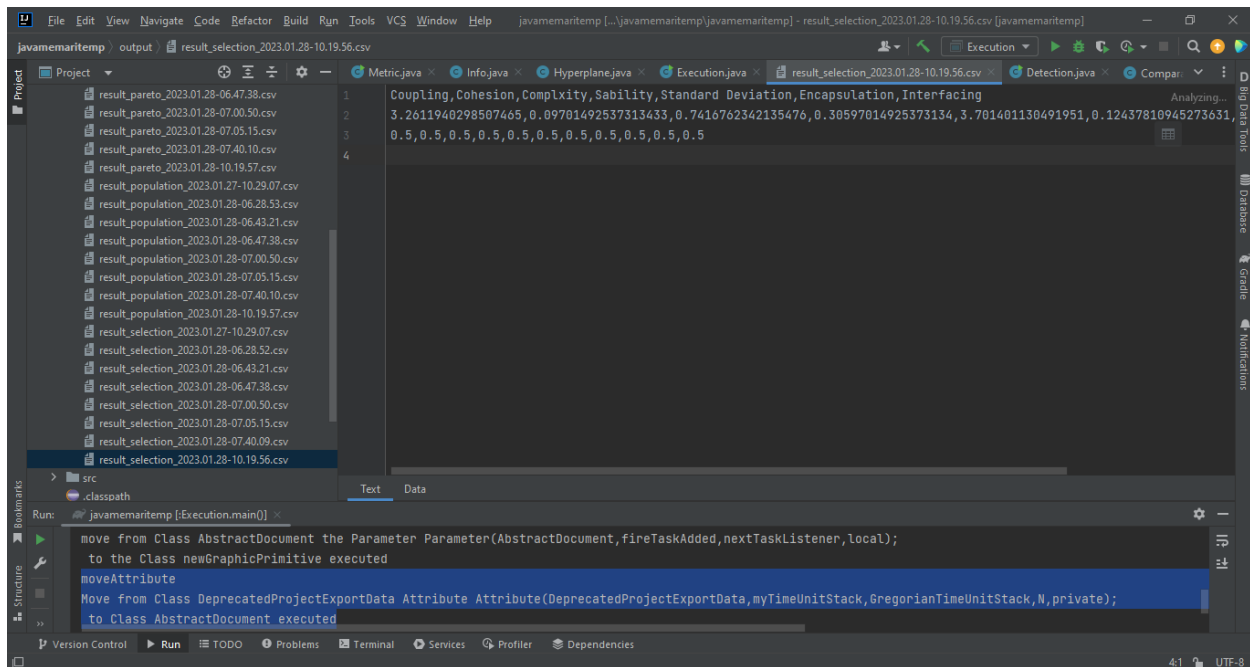 File Edit View Navigate Code Refactor Build Run Tools VCS Window Help javamemaritemp [...\javamemaritemp\javamemaritemp] - result_selection_2023.01.28-10.19.56.csv [javamemaritemp]
javamemaritemp output result_selection_2023.01.28-10.19.56.csv Execution
Project
Project
Metric.java Info.java Hyperplane.java Execution.java result_selection_2023.01.28-10.19.56.csv Detection.java Compar
result_pareto_2023.01.28-06.47.38.csv
result_pareto_2023.01.28-07.00.50.csv
result_pareto_2023.01.28-07.05.15.csv
result_pareto_2023.01.28-07.40.10.csv
result_pareto_2023.01.28-10.19.57.csv
result_population_2023.01.27-10.29.07.csv
result_population_2023.01.28-06.28.53.csv
result_population_2023.01.28-06.43.21.csv
result_population_2023.01.28-06.47.38.csv
result_population_2023.01.28-07.00.50.csv
result_population_2023.01.28-07.05.15.csv
result_population_2023.01.28-07.40.10.csv
result_population_2023.01.28-10.19.57.csv
result_selection_2023.01.27-10.29.07.csv
result_selection_2023.01.28-06.28.52.csv
result_selection_2023.01.28-06.43.21.csv
result_selection_2023.01.28-06.47.38.csv
result_selection_2023.01.28-07.00.50.csv
result_selection_2023.01.28-07.05.15.csv
result_selection_2023.01.28-07.40.09.csv
result_selection_2023.01.28-10.19.56.csv
src
.classpath
1 Coupling,Cohesion,Complxity,Sability,Standard Deviation,Encapsulation,Interfacing
Analyzing...
2 3.2611940298507465,0.09701492537313433,0.7416762342135476,0.30597014925373134,3.701401130491951,0.12437810945273631,
3 0.5,0.5,0.5,0.5,0.5,0.5,0.5,0.5,0.5,0.5,0.5
4
Text Data
D
Big Data Tools
Database
Gradle
Notifications
Bookmarks
Structure
Run: javamemaritemp [:Execution.main()]
move from Class AbstractDocument the Parameter Parameter(AbstractDocument,fireTaskAdded,nextTaskListener,local);
to the Class newGraphicPrimitive executed
moveAttribute
Move from Class DeprecatedProjectExportData Attribute Attribute(DeprecatedProjectExportData,myTimeUnitStack,GregorianTimeUnitStack,N,private);
to Class AbstractDocument executed
Version Control Run TODO Problems Terminal Services Profiler Dependencies
4:1 UTF-8